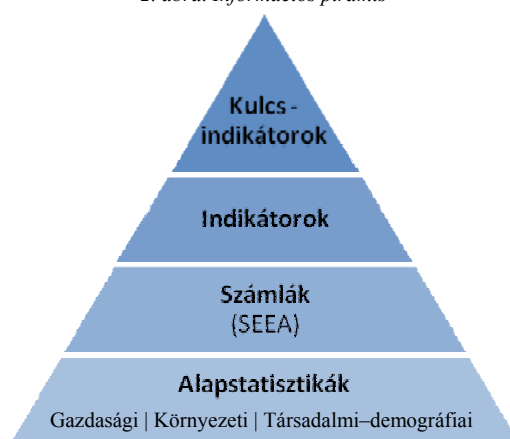 Kulcs-
indikátorok
Indikátorok
Számlák
(SEEA)
Alapstatisztikák
Gazdasági | Környezeti | Társadalmi–demográfiai